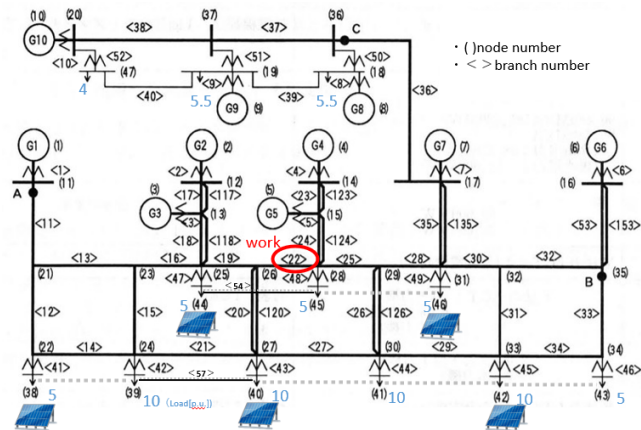 (10) (20) (37) (36) C
G10 <38> <37>
・( )node number
・< >branch number
<10> <52> (47) <51> (19) <50> (18)
4 <40> 5.5 <9> <39> 5.5 <8>
G9 (9) G8 (8)
<36>
G1 (1) G2 (2) G4 (4) G7 (7) (6) G6
<1> <2> <4> <7> <6>
(11) (12) (14) (17) (16)
A (3) <17> <117> (5) <23> <123>
G3 <3> (13) G5 <5> (15)
<11> <18> <118> work <24> <124> <35> <135> <53> <153>
<13> <16> <19> <22> <25> <28> <30> <32>
(21) (23) <47> (25) (26) <48> (28) (29) <49> (31) (32) B (35)
5 (44) <54> 5 (45) 5 (46)
<12> <15> <20> <120> <26> <126> <31> <33>
(22) <14> (24) <21> (27) <27> (30) <29> (33) <34> (34)
<41> <42> <57> <43> <44> <45> <46>
(38) 5 (39) (40) (41) (42) (43)
10 (Load[p.u.]) 10 10 10 5